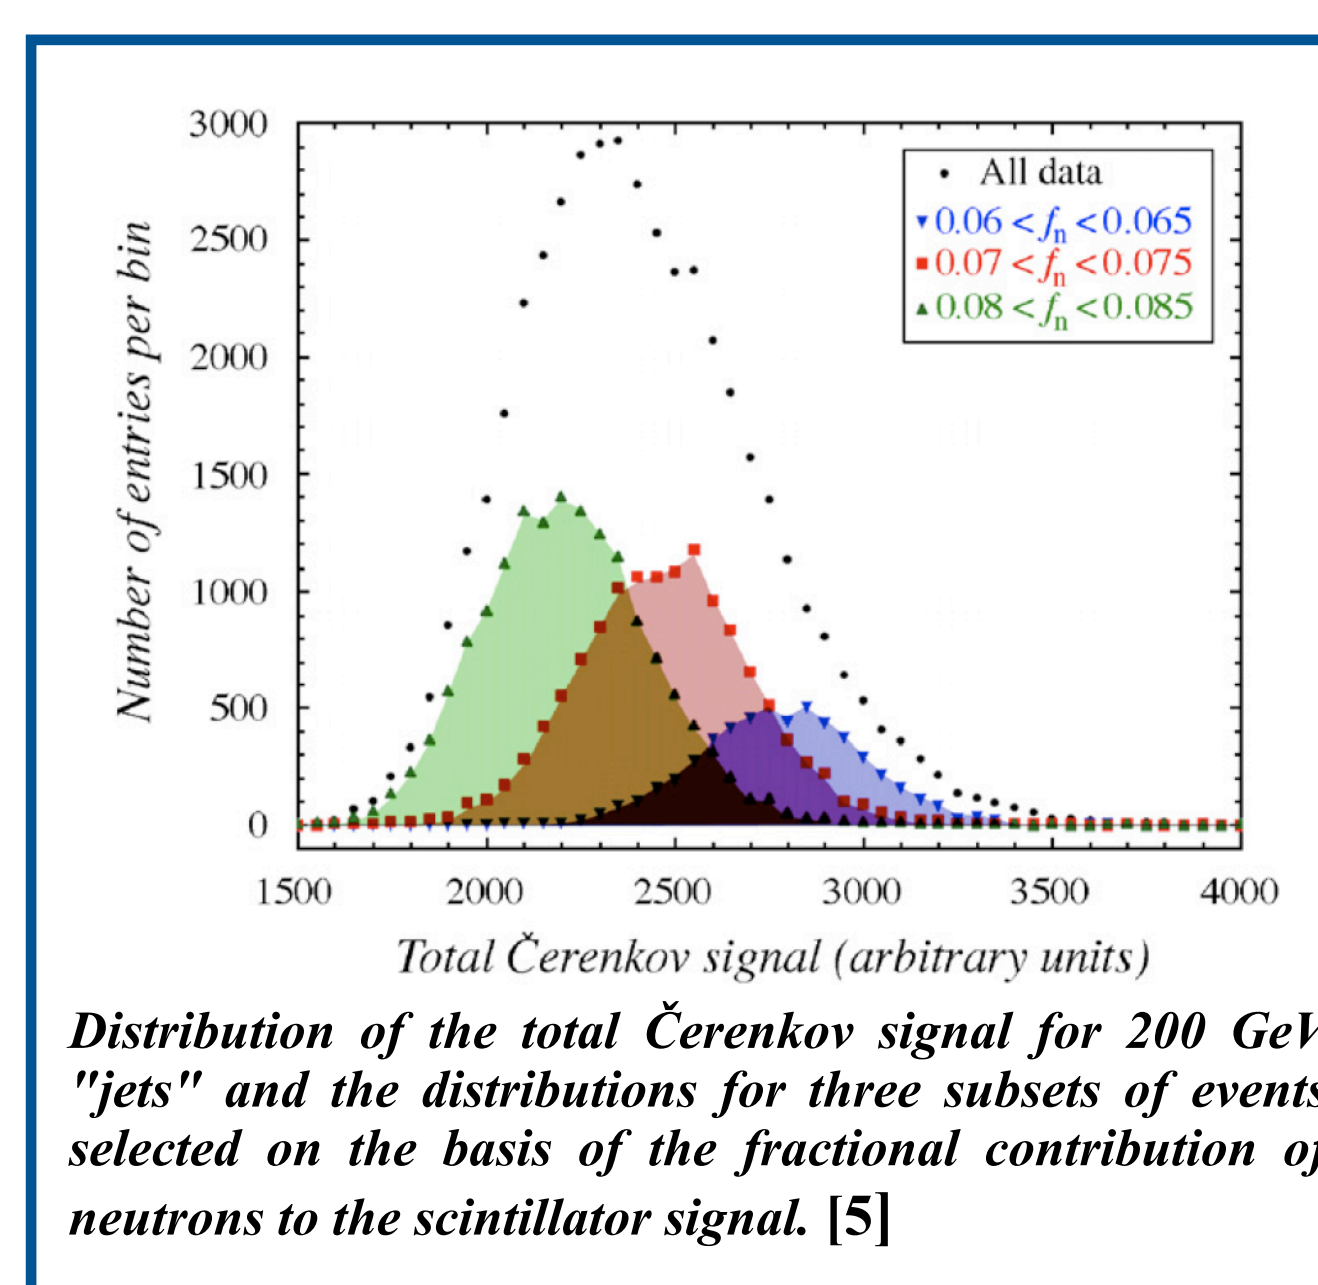 3000
2500
2000
1500
1000
500
0
Number of entries per bin
All data
0.06 < fn < 0.065
0.07 < fn < 0.075
0.08 < fn < 0.085
1500 2000 2500 3000 3500 4000
Total Čerenkov signal (arbitrary units)
Distribution of the total Čerenkov signal for 200 GeV
"jets" and the distributions for three subsets of events
selected on the basis of the fractional contribution of
neutrons to the scintillator signal. [5]